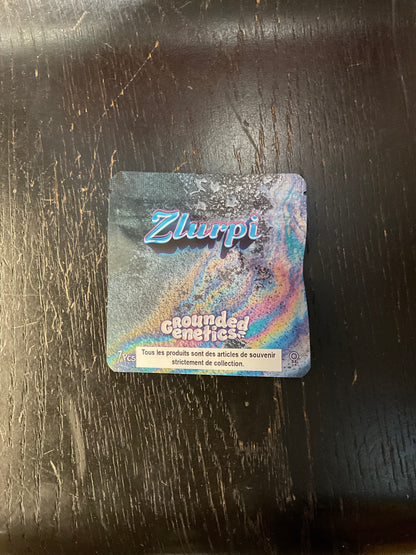 Zlurpi
Grounded
Genetics
Tous les produits sont des articles de souvenir
strictement de collection.